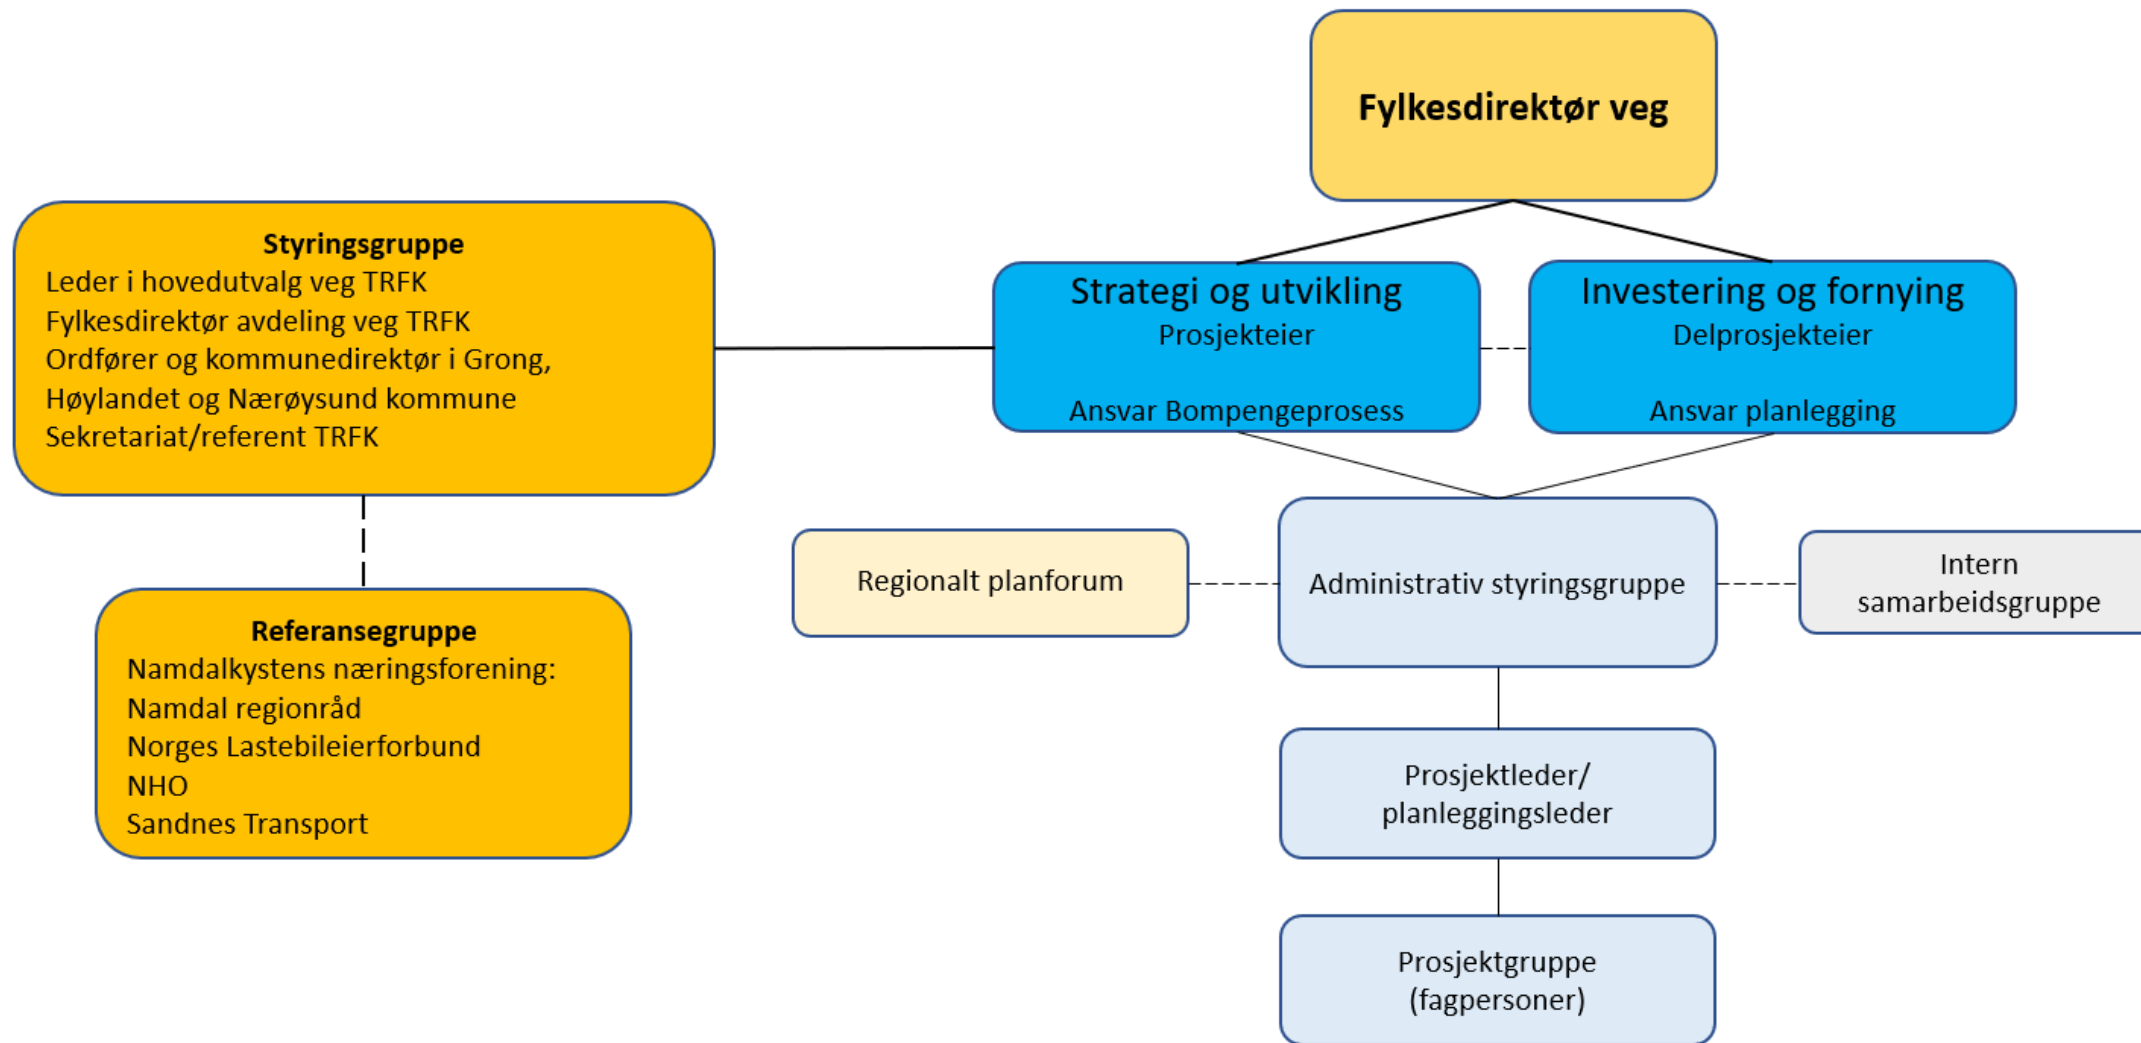 Fylkesdirektør veg
Styringsgruppe
Leder i hovedutvalg veg TRFK
Fylkesdirektør avdeling veg TRFK
Ordfører og kommunedirektør i Grong,
Høylandet og Nærøysund kommune
Sekretariat/referent TRFK
Strategi og utvikling
Prosjekteier
Ansvar Bompengeprosess
Investering og fornying
Delprosjekteier
Ansvar planlegging
Referansegruppe
Namdalkystens næringsforening:
Namdal regionråd
Norges Lastebileierforbund
NHO
Sandnes Transport
Regionalt planforum
Administrativ styringsgruppe
Intern
samarbeidsgruppe
Prosjektleder/
planleggingsleder
Prosjektgruppe
(fagpersoner)